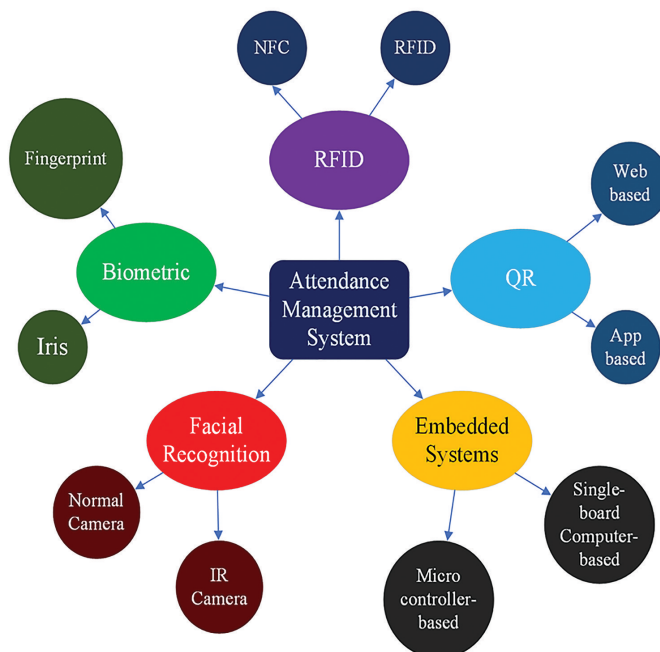 NFC
RFID
RFID
Fingerprint
Web
based
Biometric
Attendance
Management
System
QR
Iris
App
based
Facial
Recognition
Embedded
Systems
Normal
Camera
Single-
board
Computer-
based
IR
Camera
Micro
controller-
based